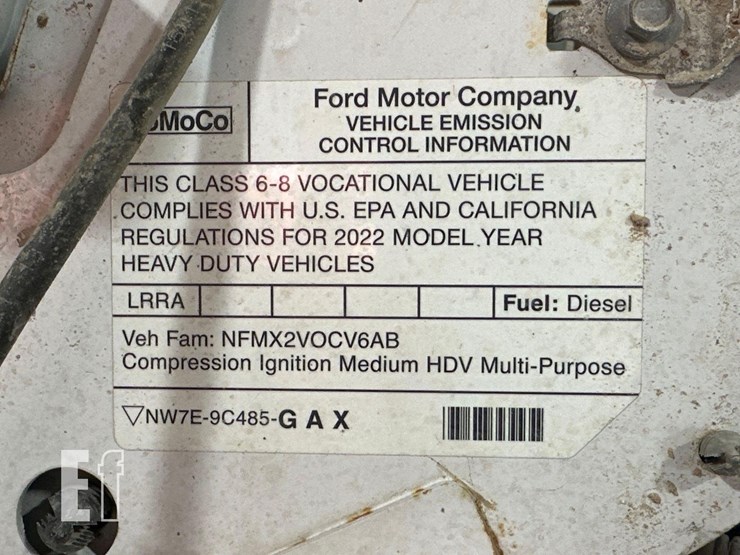 MoCo
Ford Motor Company
VEHICLE EMISSION
CONTROL INFORMATION
THIS CLASS 6-8 VOCATIONAL VEHICLE
COMPLIES WITH U.S. EPA AND CALIFORNIA
REGULATIONS FOR 2022 MODEL YEAR
HEAVY DUTY VEHICLES
LRRA Fuel: Diesel
Veh Fam: NFMX2VOCV6AB
Compression Ignition Medium HDV Multi-Purpose
▽NW7E-9C485-G A X
Ef